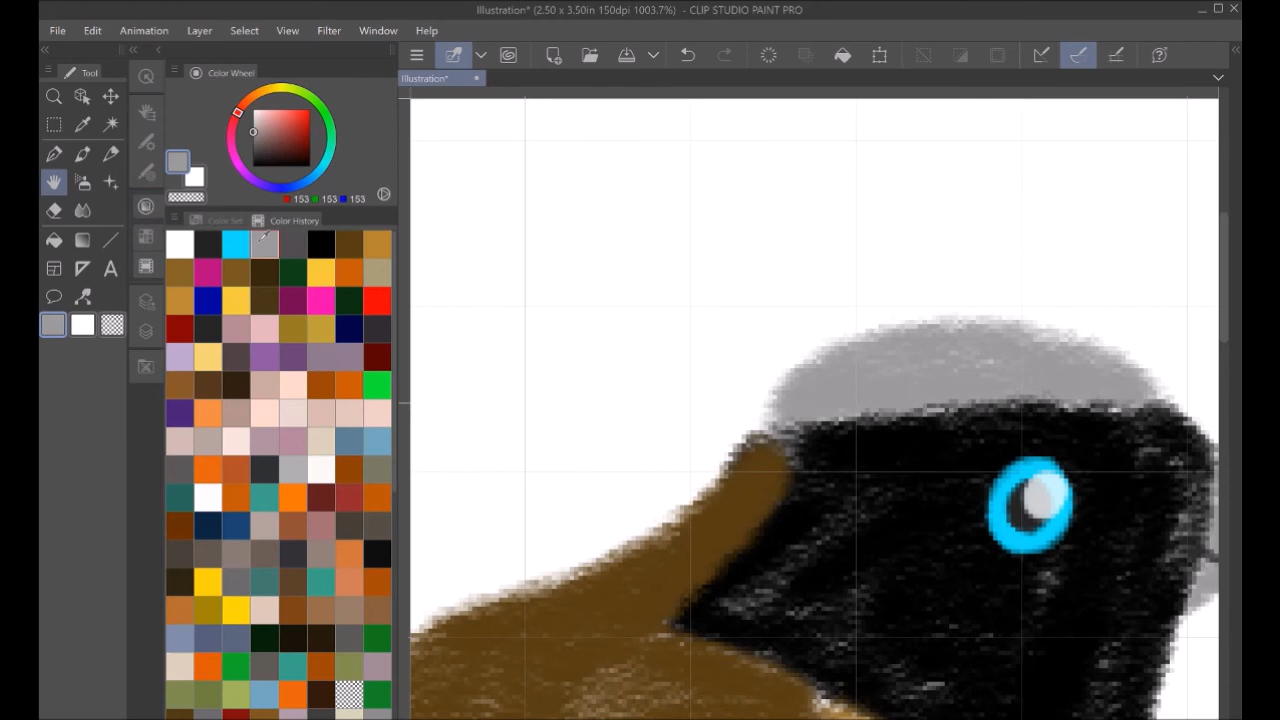 Illustration* (2.50 x 3.50in 150dpi 1003.7%) - CLIP STUDIO PAINT PRO
File Edit Animation Layer Select View Filter Window Help
Tool
Color Wheel
Illustration*
153 153 153
Color Set Color History